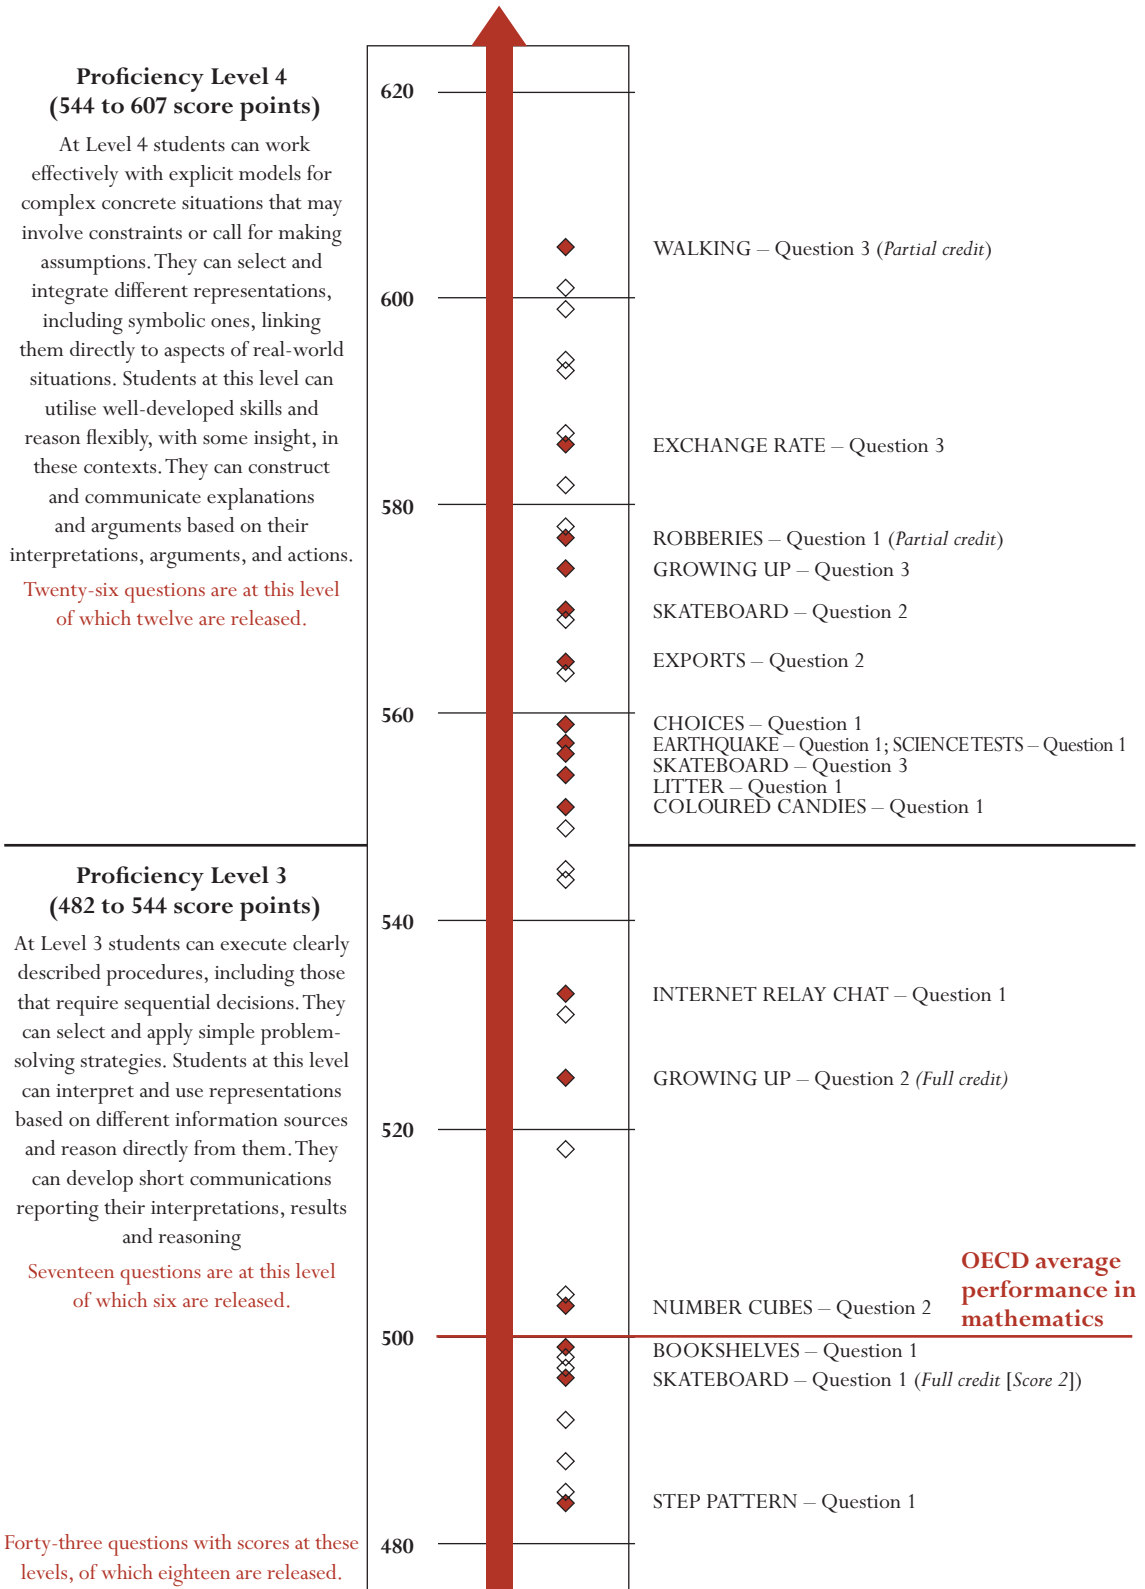 Proficiency Level 4
(544 to 607 score points)
At Level 4 students can work
effectively with explicit models for
complex concrete situations that may
involve constraints or call for making
assumptions. They can select and
integrate different representations,
including symbolic ones, linking
them directly to aspects of real-world
situations. Students at this level can
utilise well-developed skills and
reason flexibly, with some insight, in
these contexts. They can construct
and communicate explanations
and arguments based on their
interpretations, arguments, and actions.
Twenty-six questions are at this level
of which twelve are released.
Proficiency Level 3
(482 to 544 score points)
At Level 3 students can execute clearly
described procedures, including those
that require sequential decisions. They
can select and apply simple problem-
solving strategies. Students at this level
can interpret and use representations
based on different information sources
and reason directly from them. They
can develop short communications
reporting their interpretations, results
and reasoning
Seventeen questions are at this level
of which six are released.
Forty-three questions with scores at these
levels, of which eighteen are released.
620
600
580
560
540
520
500
480
WALKING – Question 3 (Partial credit)
EXCHANGE RATE – Question 3
ROBBERIES – Question 1 (Partial credit)
GROWING UP – Question 3
SKATEBOARD – Question 2
EXPORTS – Question 2
CHOICES – Question 1
EARTHQUAKE – Question 1; SCIENCE TESTS – Question 1
SKATEBOARD – Question 3
LITTER – Question 1
COLOURED CANDIES – Question 1
INTERNET RELAY CHAT – Question 1
GROWING UP – Question 2 (Full credit)
OECD average
performance in
mathematics
NUMBER CUBES – Question 2
BOOKSHELVES – Question 1
SKATEBOARD – Question 1 (Full credit [Score 2])
STEP PATTERN – Question 1